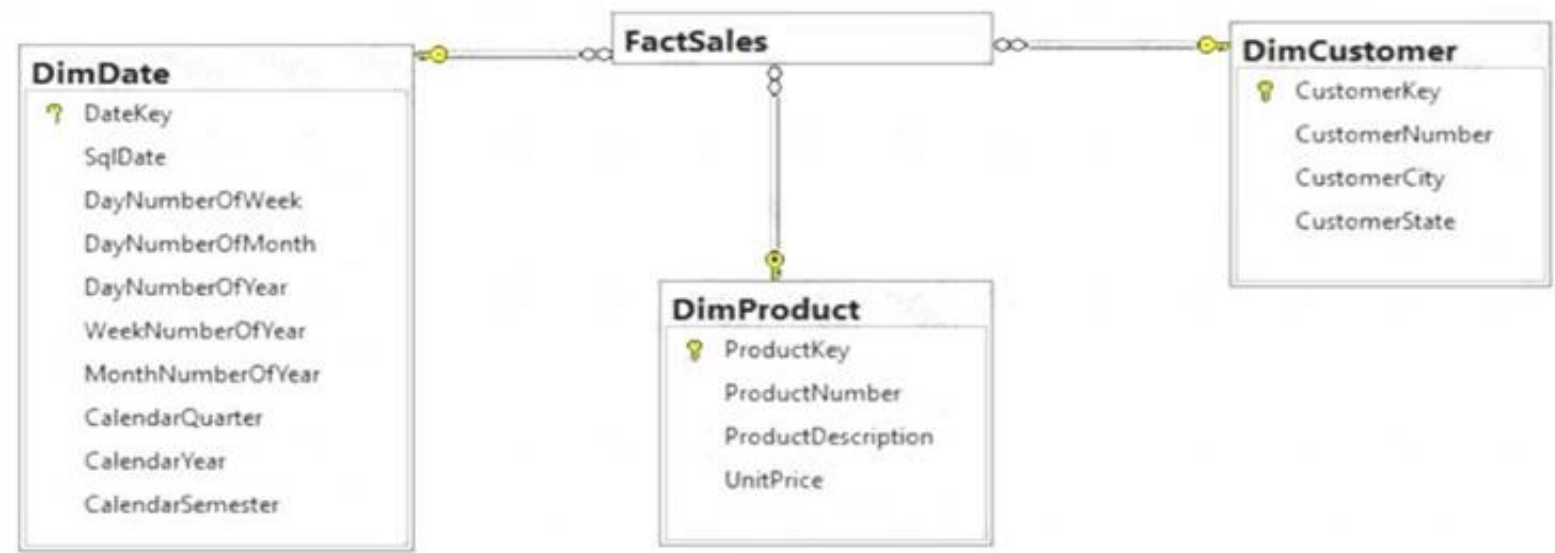 FactSales
DimDate
DateKey
SqlDate
DayNumberOfWeek
DayNumberOfMonth
DayNumberOfYear
WeekNumberOfYear
MonthNumberOfYear
CalendarQuarter
CalendarYear
CalendarSemester
DimProduct
ProductKey
ProductNumber
ProductDescription
UnitPrice
DimCustomer
CustomerKey
CustomerNumber
CustomerCity
CustomerState